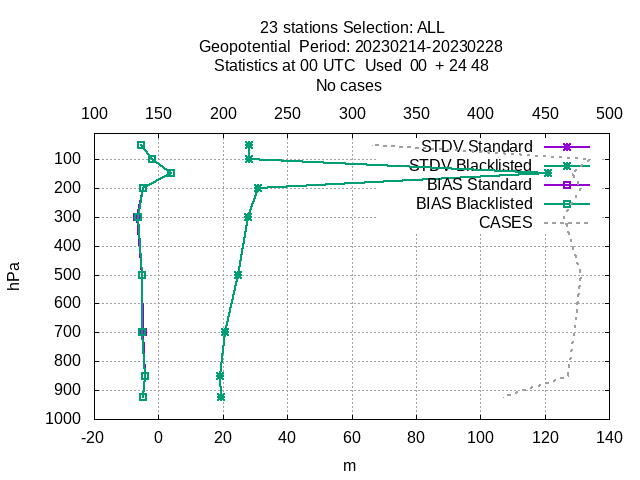 23 stations Selection: ALL
Geopotential  Period: 20230214-20230228
Statistics at 00 UTC  Used  00  + 24 48
No cases
100 150 200 250 300 350 400 450 500
STDV Standard
STDV Blacklisted
BIAS Standard
BIAS Blacklisted
CASES
100
200
300
400
500
600
700
800
900
1000
hPa
-20 0 20 40 60 80 100 120 140
m